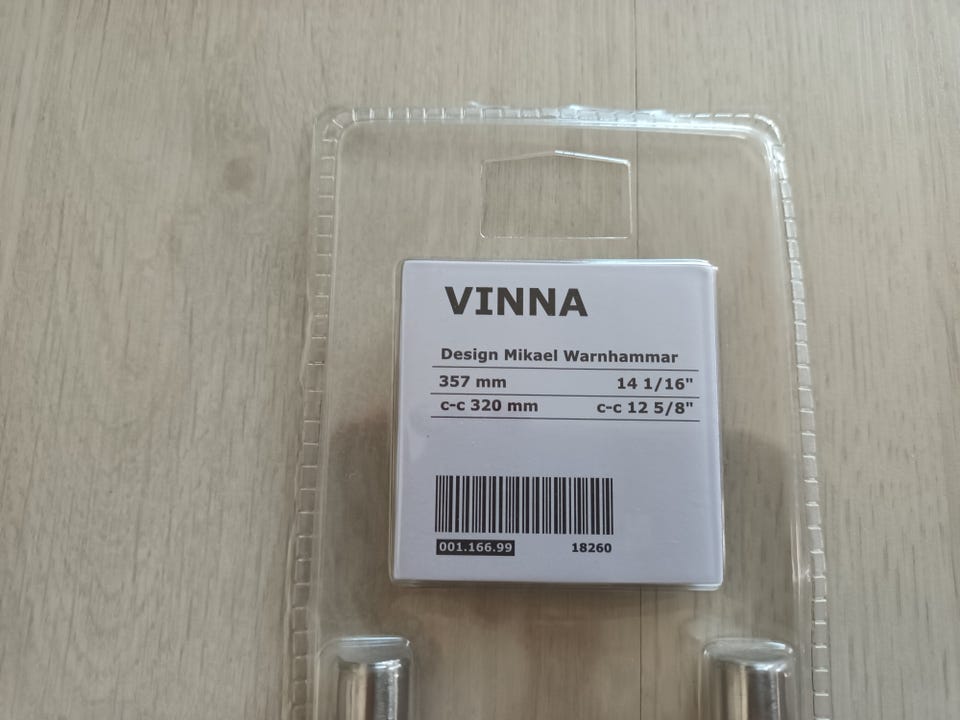 VINNA
Design Mikael Warnhammar
357 mm 14 1/16"
c-c 320 mm c-c 12 5/8"
001.166.99 18260